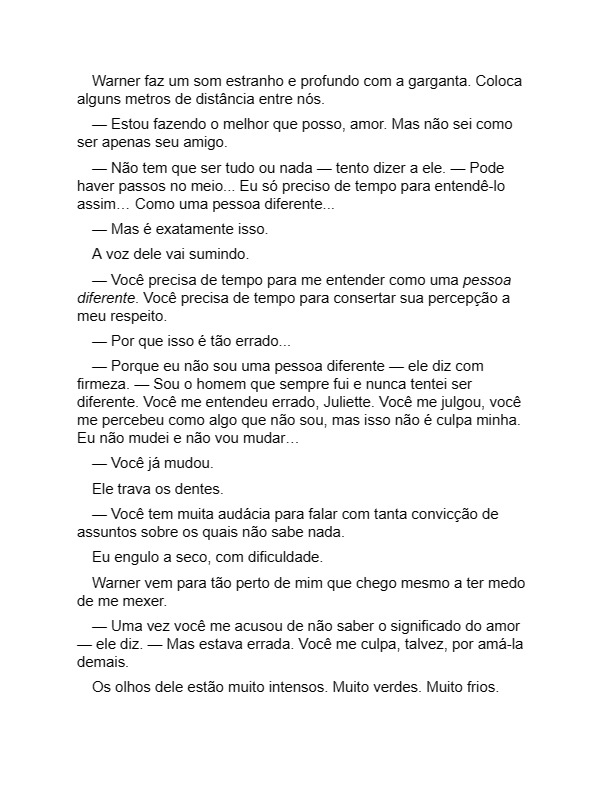 Warner faz um som estranho e profundo com a garganta. Coloca
alguns metros de distância entre nós.
— Estou fazendo o melhor que posso, amor. Mas não sei como
ser apenas seu amigo.
— Não tem que ser tudo ou nada — tento dizer a ele. — Pode
haver passos no meio... Eu só preciso de tempo para entendê-lo
assim… Como uma pessoa diferente...
— Mas é exatamente isso.
A voz dele vai sumindo.
— Você precisa de tempo para me entender como uma pessoa
diferente. Você precisa de tempo para consertar sua percepção a
meu respeito.
— Por que isso é tão errado...
— Porque eu não sou uma pessoa diferente — ele diz com
firmeza. — Sou o homem que sempre fui e nunca tentei ser
diferente. Você me entendeu errado, Juliette. Você me julgou, você
me percebeu como algo que não sou, mas isso não é culpa minha.
Eu não mudei e não vou mudar…
— Você já mudou.
Ele trava os dentes.
— Você tem muita audácia para falar com tanta convicção de
assuntos sobre os quais não sabe nada.
Eu engulo a seco, com dificuldade.
Warner vem para tão perto de mim que chego mesmo a ter medo
de me mexer.
— Uma vez você me acusou de não saber o significado do amor
— ele diz. — Mas estava errada. Você me culpa, talvez, por amá-la
demais.
Os olhos dele estão muito intensos. Muito verdes. Muito frios.